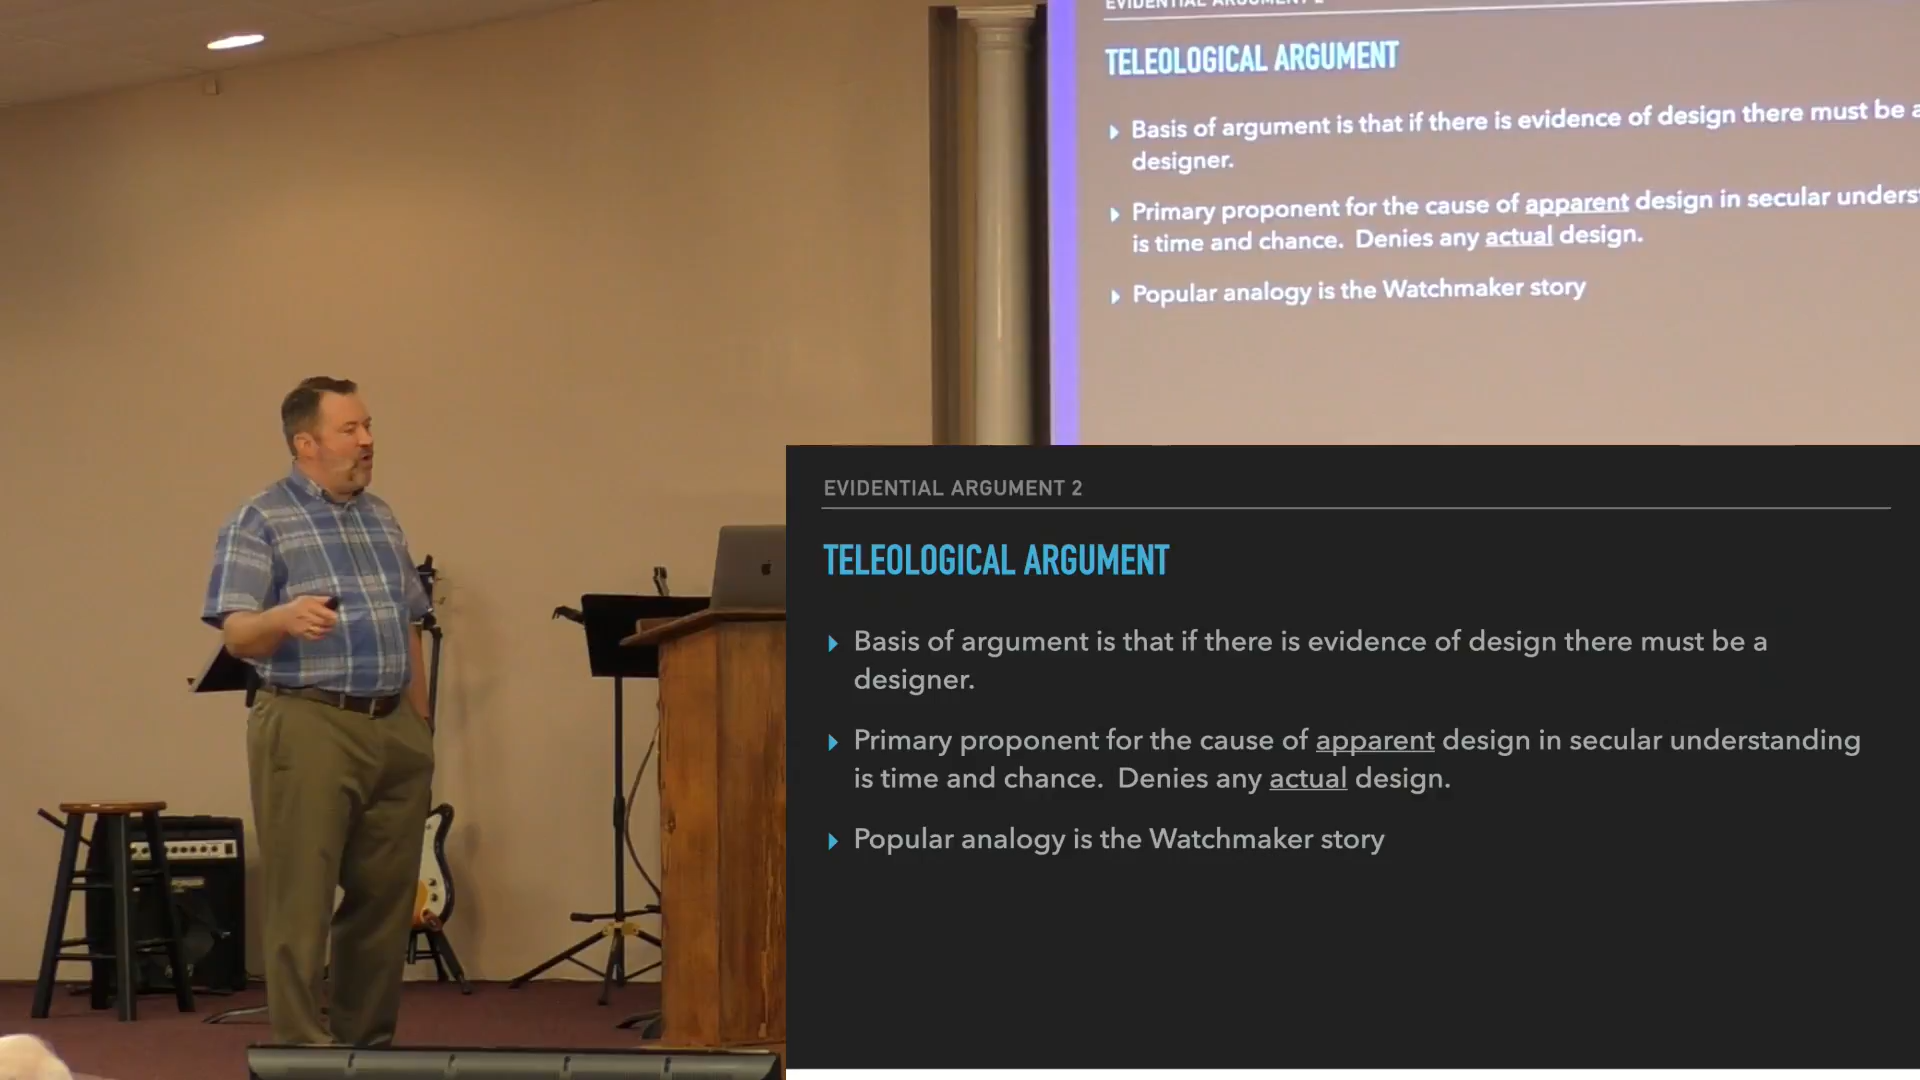 EVIDENTIAL ARGUMENT 2
TELEOLOGICAL ARGUMENT
Basis of argument is that if there is evidence of design there must be a
designer.
Primary proponent for the cause of apparent design in secular unders
is time and chance. Denies any actual design.
Popular analogy is the Watchmaker story
EVIDENTIAL ARGUMENT 2
TELEOLOGICAL ARGUMENT
Basis of argument is that if there is evidence of design there must be a
designer.
Primary proponent for the cause of apparent design in secular understanding
is time and chance. Denies any actual design.
Popular analogy is the Watchmaker story